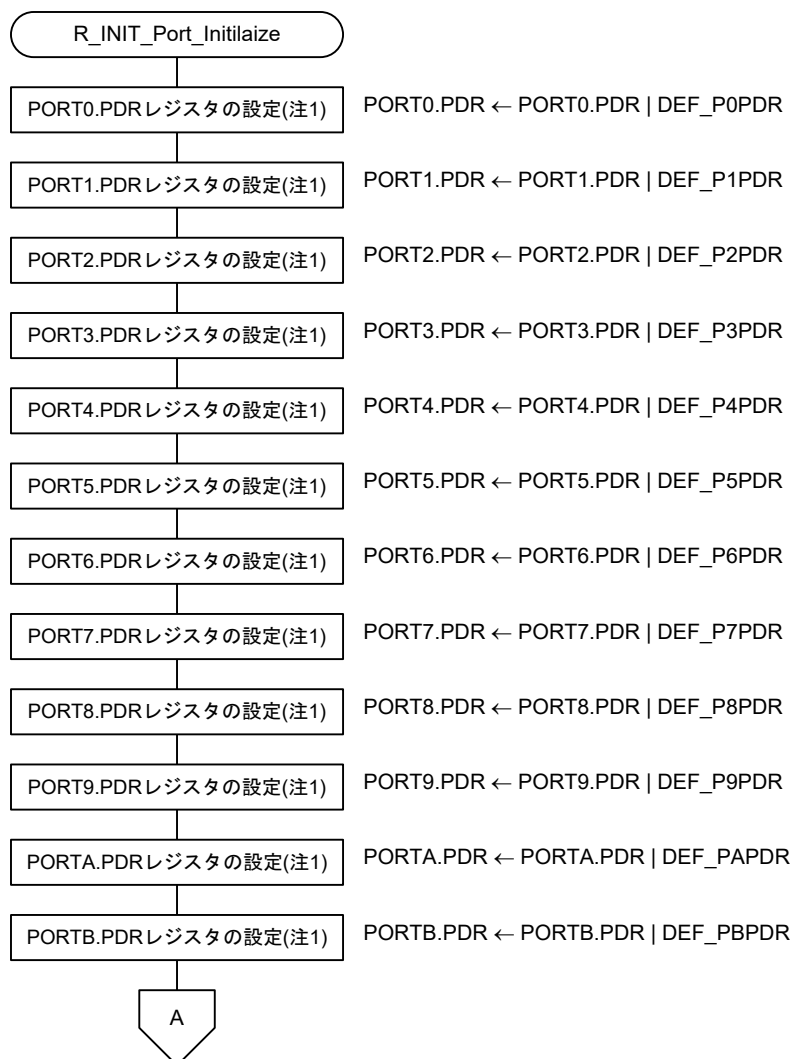 R_INIT_Port_Initilaize
PORT0.PDRレジスタの設定(注1) PORT0.PDR ← PORT0.PDR | DEF_P0PDR
PORT1.PDRレジスタの設定(注1) PORT1.PDR ← PORT1.PDR | DEF_P1PDR
PORT2.PDRレジスタの設定(注1) PORT2.PDR ← PORT2.PDR | DEF_P2PDR
PORT3.PDRレジスタの設定(注1) PORT3.PDR ← PORT3.PDR | DEF_P3PDR
PORT4.PDRレジスタの設定(注1) PORT4.PDR ← PORT4.PDR | DEF_P4PDR
PORT5.PDRレジスタの設定(注1) PORT5.PDR ← PORT5.PDR | DEF_P5PDR
PORT6.PDRレジスタの設定(注1) PORT6.PDR ← PORT6.PDR | DEF_P6PDR
PORT7.PDRレジスタの設定(注1) PORT7.PDR ← PORT7.PDR | DEF_P7PDR
PORT8.PDRレジスタの設定(注1) PORT8.PDR ← PORT8.PDR | DEF_P8PDR
PORT9.PDRレジスタの設定(注1) PORT9.PDR ← PORT9.PDR | DEF_P9PDR
PORTA.PDRレジスタの設定(注1) PORTA.PDR ← PORTA.PDR | DEF_PAPDR
PORTB.PDRレジスタの設定(注1) PORTB.PDR ← PORTB.PDR | DEF_PBPDR
A